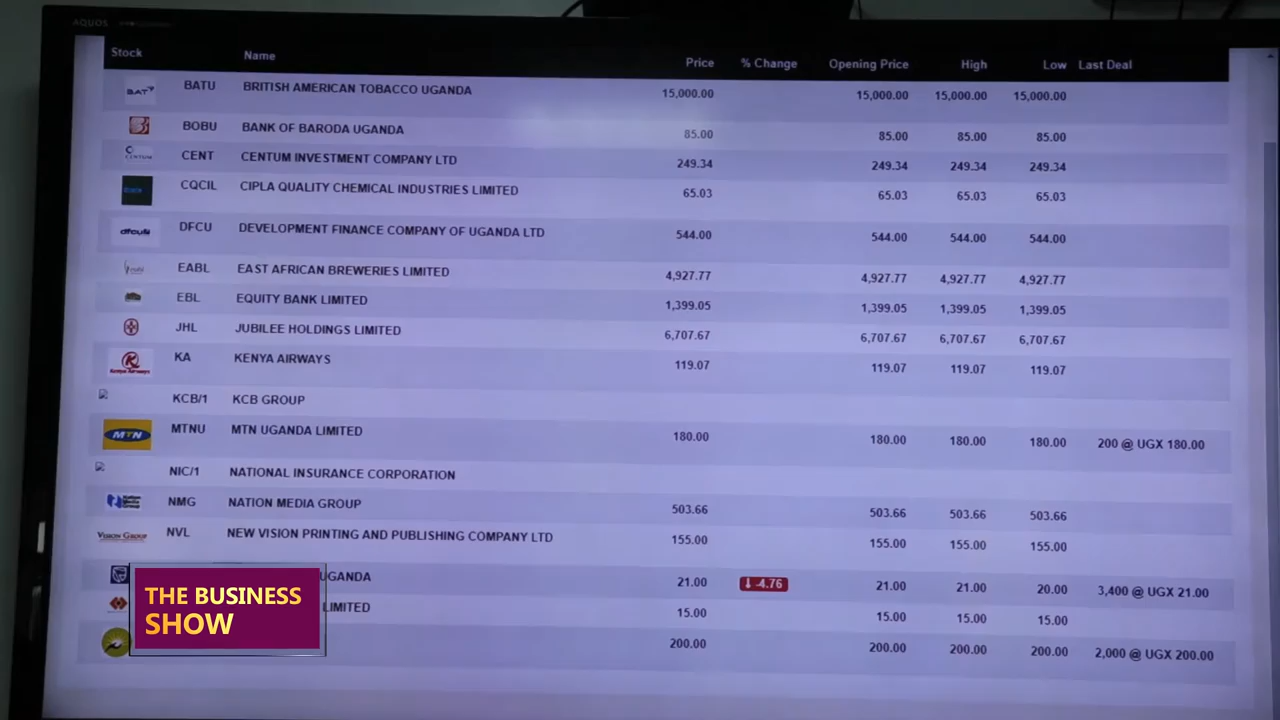 AQUOS
Stock Name Price % Change Opening Price High Low Last Deal
BAT BATU BRITISH AMERICAN TOBACCO UGANDA 15,000.00 15,000.00 15,000.00 15,000.00
BOBU BANK OF BARODA UGANDA 85.00 85.00 85.00 85.00
CENTUM CENT CENTUM INVESTMENT COMPANY LTD 249.34 249.34 249.34 249.34
CQCIL CIPLA QUALITY CHEMICAL INDUSTRIES LIMITED 65.03 65.03 65.03 65.03
dfcu DFCU DEVELOPMENT FINANCE COMPANY OF UGANDA LTD 544.00 544.00 544.00 544.00
EABL EAST AFRICAN BREWERIES LIMITED 4,927.77 4,927.77 4,927.77 4,927.77
EBL EQUITY BANK LIMITED 1,399.05 1,399.05 1,399.05 1,399.05
JHL JUBILEE HOLDINGS LIMITED 6,707.67 6,707.67 6,707.67 6,707.67
Kenya Airways KA KENYA AIRWAYS 119.07 119.07 119.07 119.07
KCB/1 KCB GROUP
MTN MTNU MTN UGANDA LIMITED 180.00 180.00 180.00 180.00 200 @ UGX 180.00
NIC/1 NATIONAL INSURANCE CORPORATION
Nation Media Group NMG NATION MEDIA GROUP 503.66 503.66 503.66 503.66
VISION GROUP NVL NEW VISION PRINTING AND PUBLISHING COMPANY LTD 155.00 155.00 155.00 155.00
UGANDA 21.00 ↓ -4.76 21.00 21.00 20.00 3,400 @ UGX 21.00
LIMITED 15.00 15.00 15.00 15.00
200.00 200.00 200.00 200.00 2,000 @ UGX 200.00
THE BUSINESS
SHOW